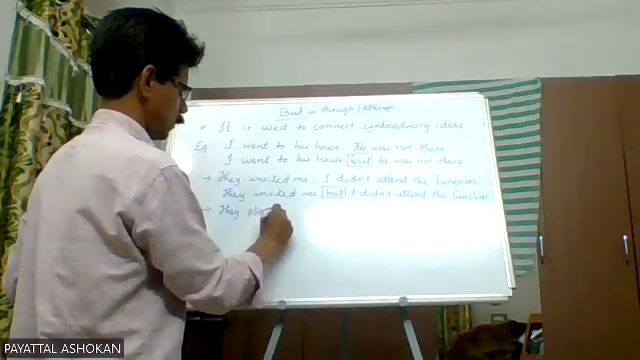 But = Though / although
• It is used to connect contradictory ideas
Eg. I went to his house. He was not there
I went to his house but he was not there
→ They invited me. I didn't attend the function
They invited me but I didn't attend the function
→ They pl
PAYATTAL ASHOKAN